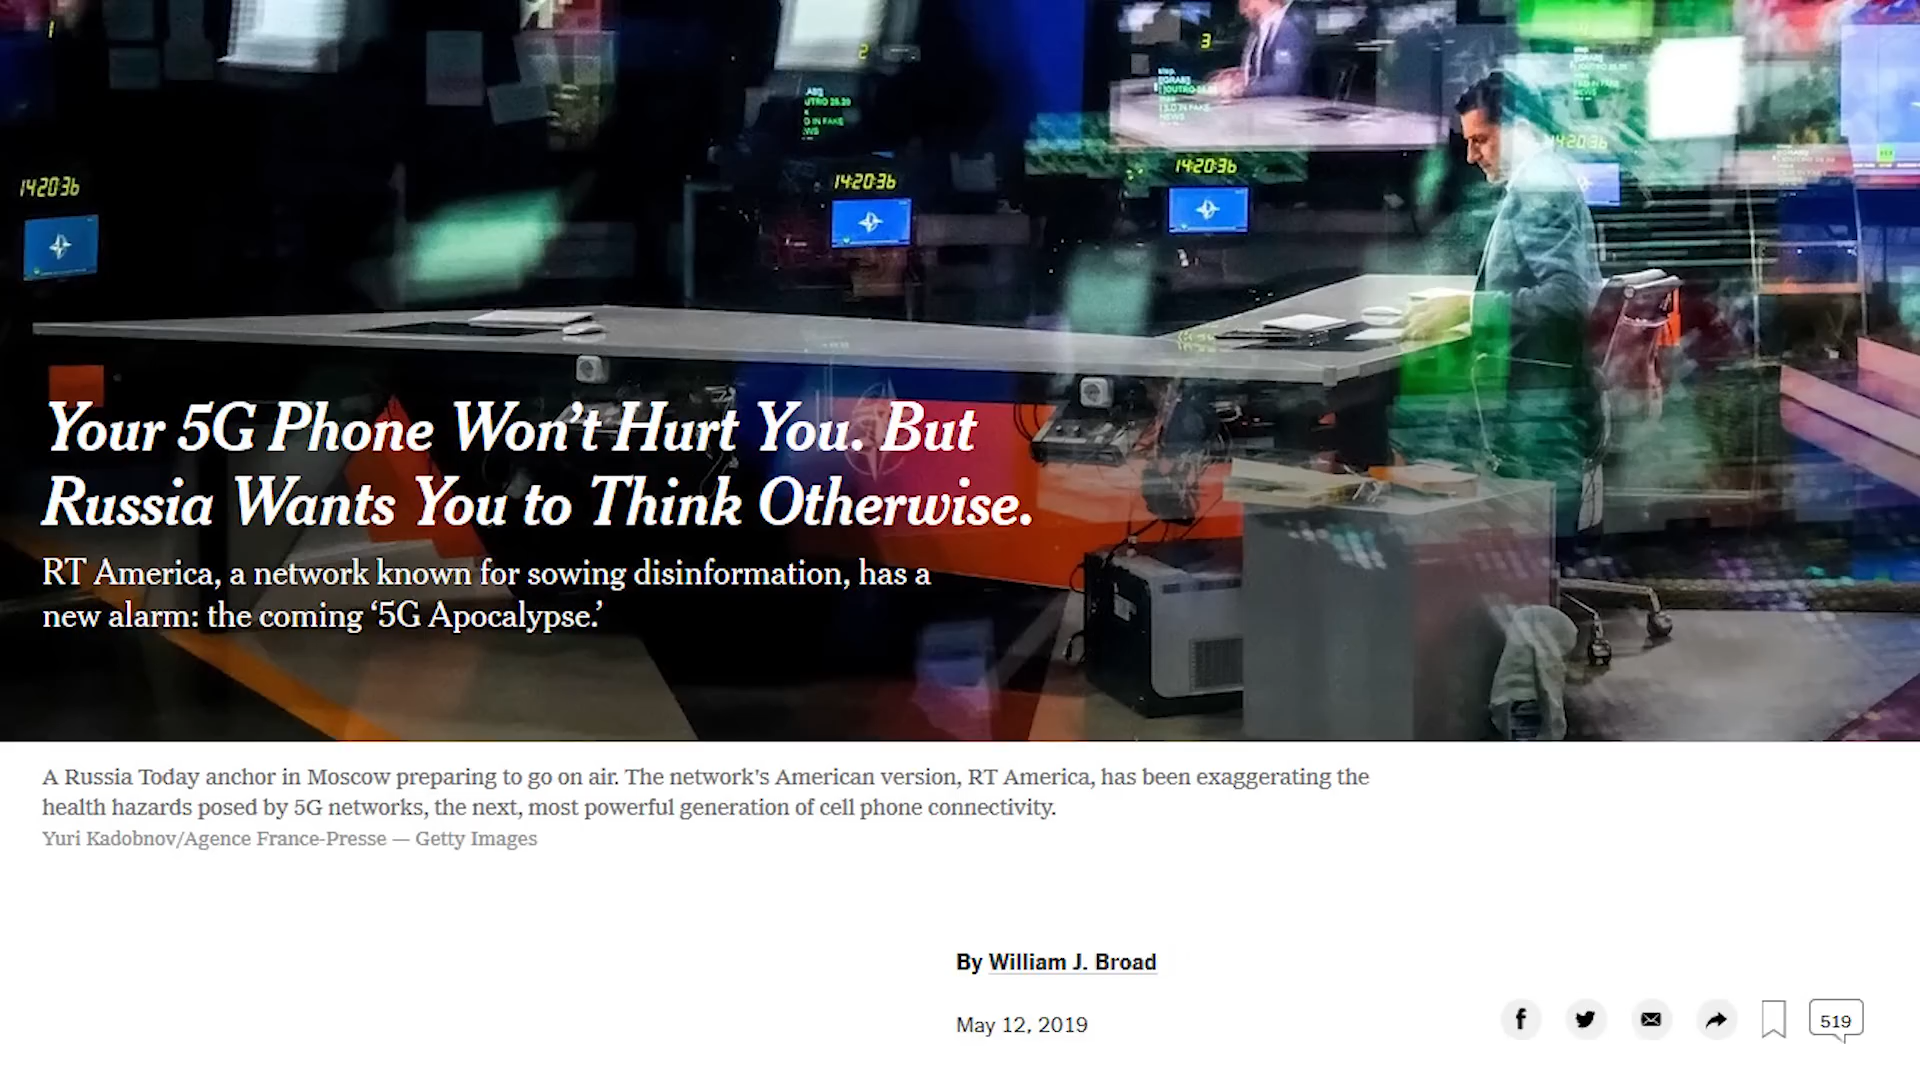 1
2
3
14:20:36
14:20:36
14:20:36
14:20:36
Your 5G Phone Won't Hurt You. But
Russia Wants You to Think Otherwise.
RT America, a network known for sowing disinformation, has a
new alarm: the coming '5G Apocalypse.'
A Russia Today anchor in Moscow preparing to go on air. The network's American version, RT America, has been exaggerating the
health hazards posed by 5G networks, the next, most powerful generation of cell phone connectivity.
Yuri Kadobnov/Agence France-Presse — Getty Images
By William J. Broad
May 12, 2019
519